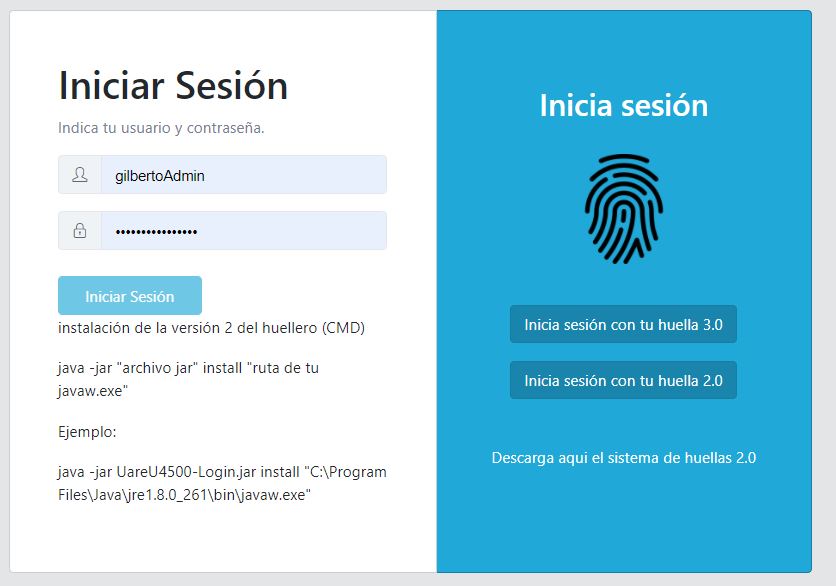 Iniciar Sesión
Indica tu usuario y contraseña.
gilbertoAdmin
••••••••••••••••
Iniciar Sesión
instalación de la versión 2 del huellero (CMD)
java -jar "archivo jar" install "ruta de tu
javaw.exe"
Ejemplo:
java -jar UareU4500-Login.jar install "C:\Program
Files\Java\jre1.8.0_261\bin\javaw.exe"
Inicia sesión
Inicia sesión con tu huella 3.0
Inicia sesión con tu huella 2.0
Descarga aqui el sistema de huellas 2.0